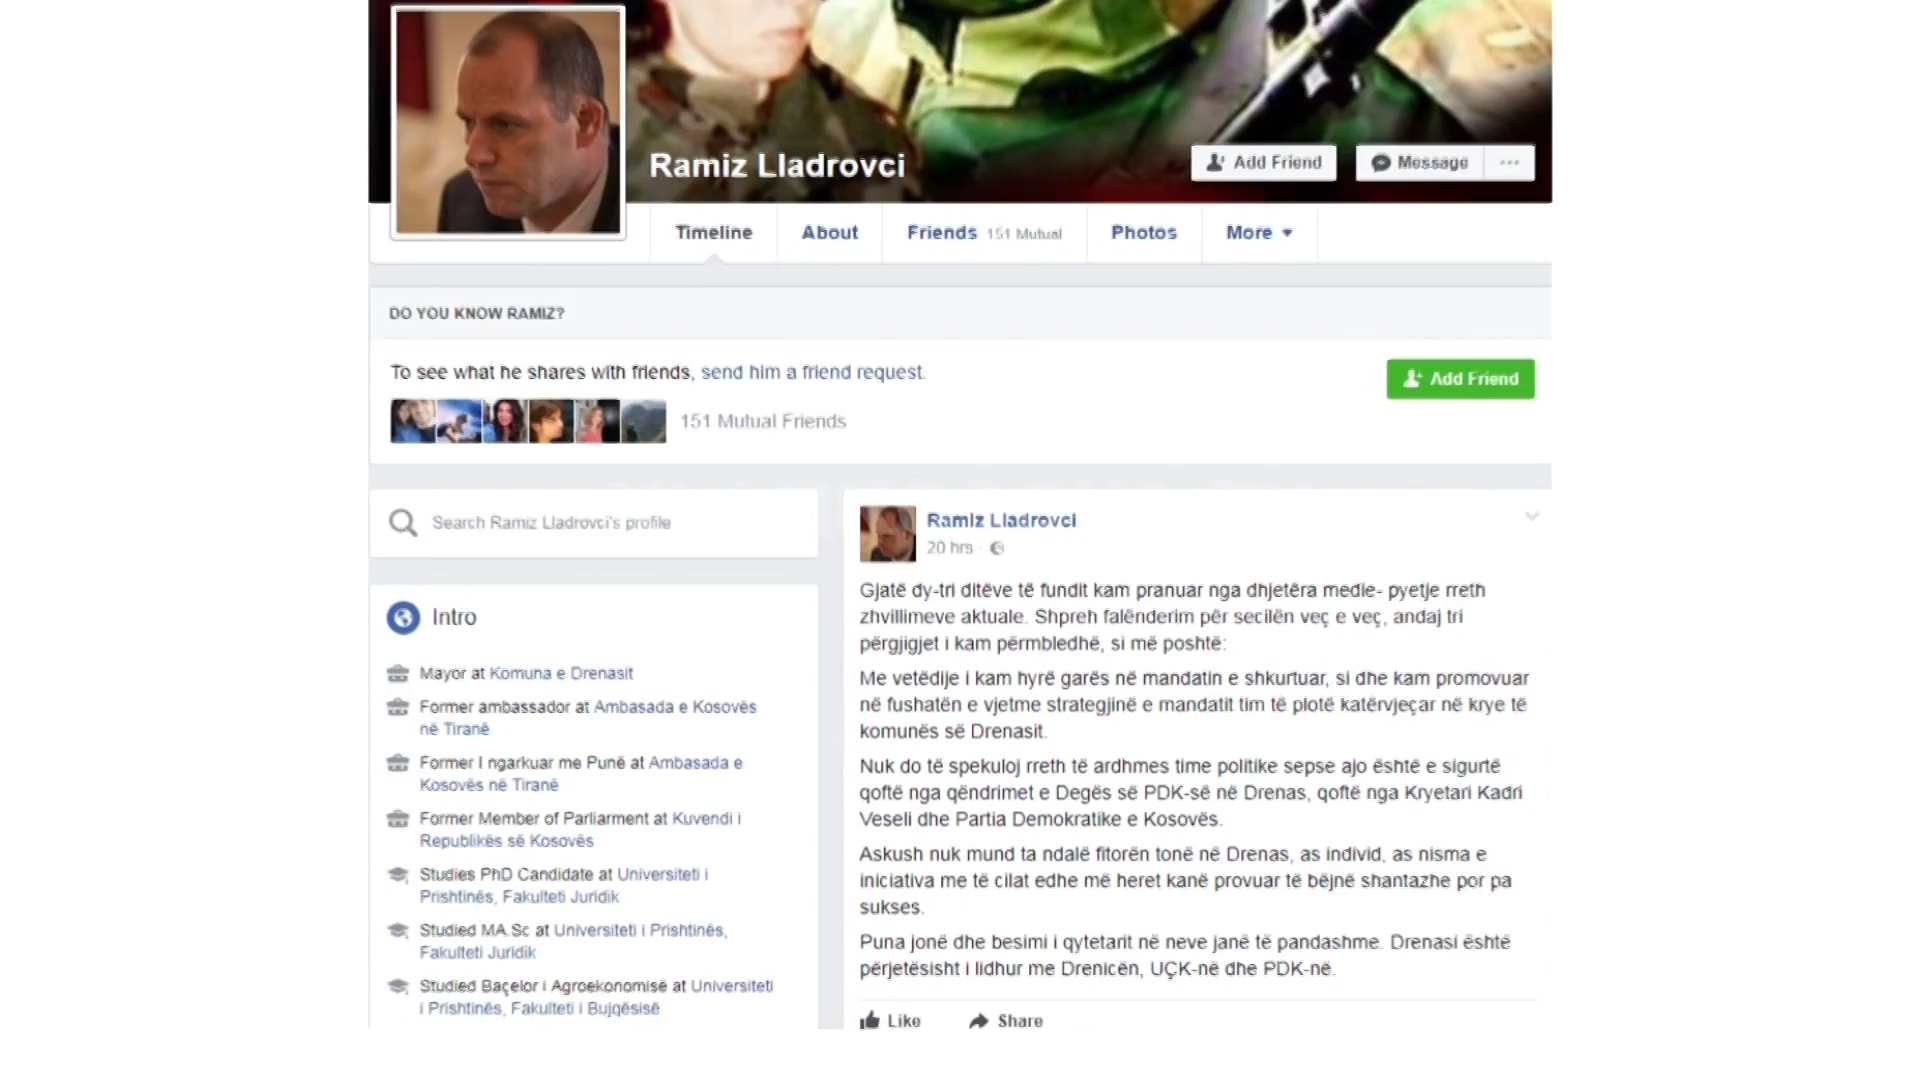 Ramiz Lladrovci
Add Friend
Message
Timeline
About
Friends 151 Mutual
Photos
More
DO YOU KNOW RAMIZ?
To see what he shares with friends, send him a friend request.
Add Friend
151 Mutual Friends
Search Ramiz Lladrovci's profile
Intro
Mayor at Komuna e Drenasit
Former ambassador at Ambasada e Kosovës
në Tiranë
Former I ngarkuar me Punë at Ambasada e
Kosovës në Tiranë
Former Member of Parliarment at Kuvendi i
Republikës së Kosovës
Studies PhD Candidate at Universiteti i
Prishtinës, Fakulteti Juridik
Studied MA.Sc at Universiteti i Prishtinës,
Fakulteti Juridik
Studied Baçelor i Agroekonomisë at Universiteti
i Prishtinës, Fakulteti i Bujqësisë
Ramiz Lladrovci
20 hrs
Gjatë dy-tri ditëve të fundit kam pranuar nga dhjetëra medie- pyetje rreth
zhvillimeve aktuale. Shpreh falënderim për secilën veç e veç, andaj tri
përgjigjet i kam përmbledhë, si më poshtë:
Me vetëdije i kam hyrë garës në mandatin e shkurtuar, si dhe kam promovuar
në fushatën e vjetme strategjinë e mandatit tim të plotë katërvjeçar në krye të
komunës së Drenasit.
Nuk do të spekuloj rreth të ardhmes time politike sepse ajo është e sigurtë
qoftë nga qëndrimet e Degës së PDK-së në Drenas, qoftë nga Kryetari Kadri
Veseli dhe Partia Demokratike e Kosovës.
Askush nuk mund ta ndalë fitorën tonë në Drenas, as individ, as nisma e
iniciativa me të cilat edhe më heret kanë provuar të bëjnë shantazhe por pa
sukses.
Puna jonë dhe besimi i qytetarit në neve janë të pandashme. Drenasi është
përjetësisht i lidhur me Drenicën, UÇK-në dhe PDK-në.
Like
Share